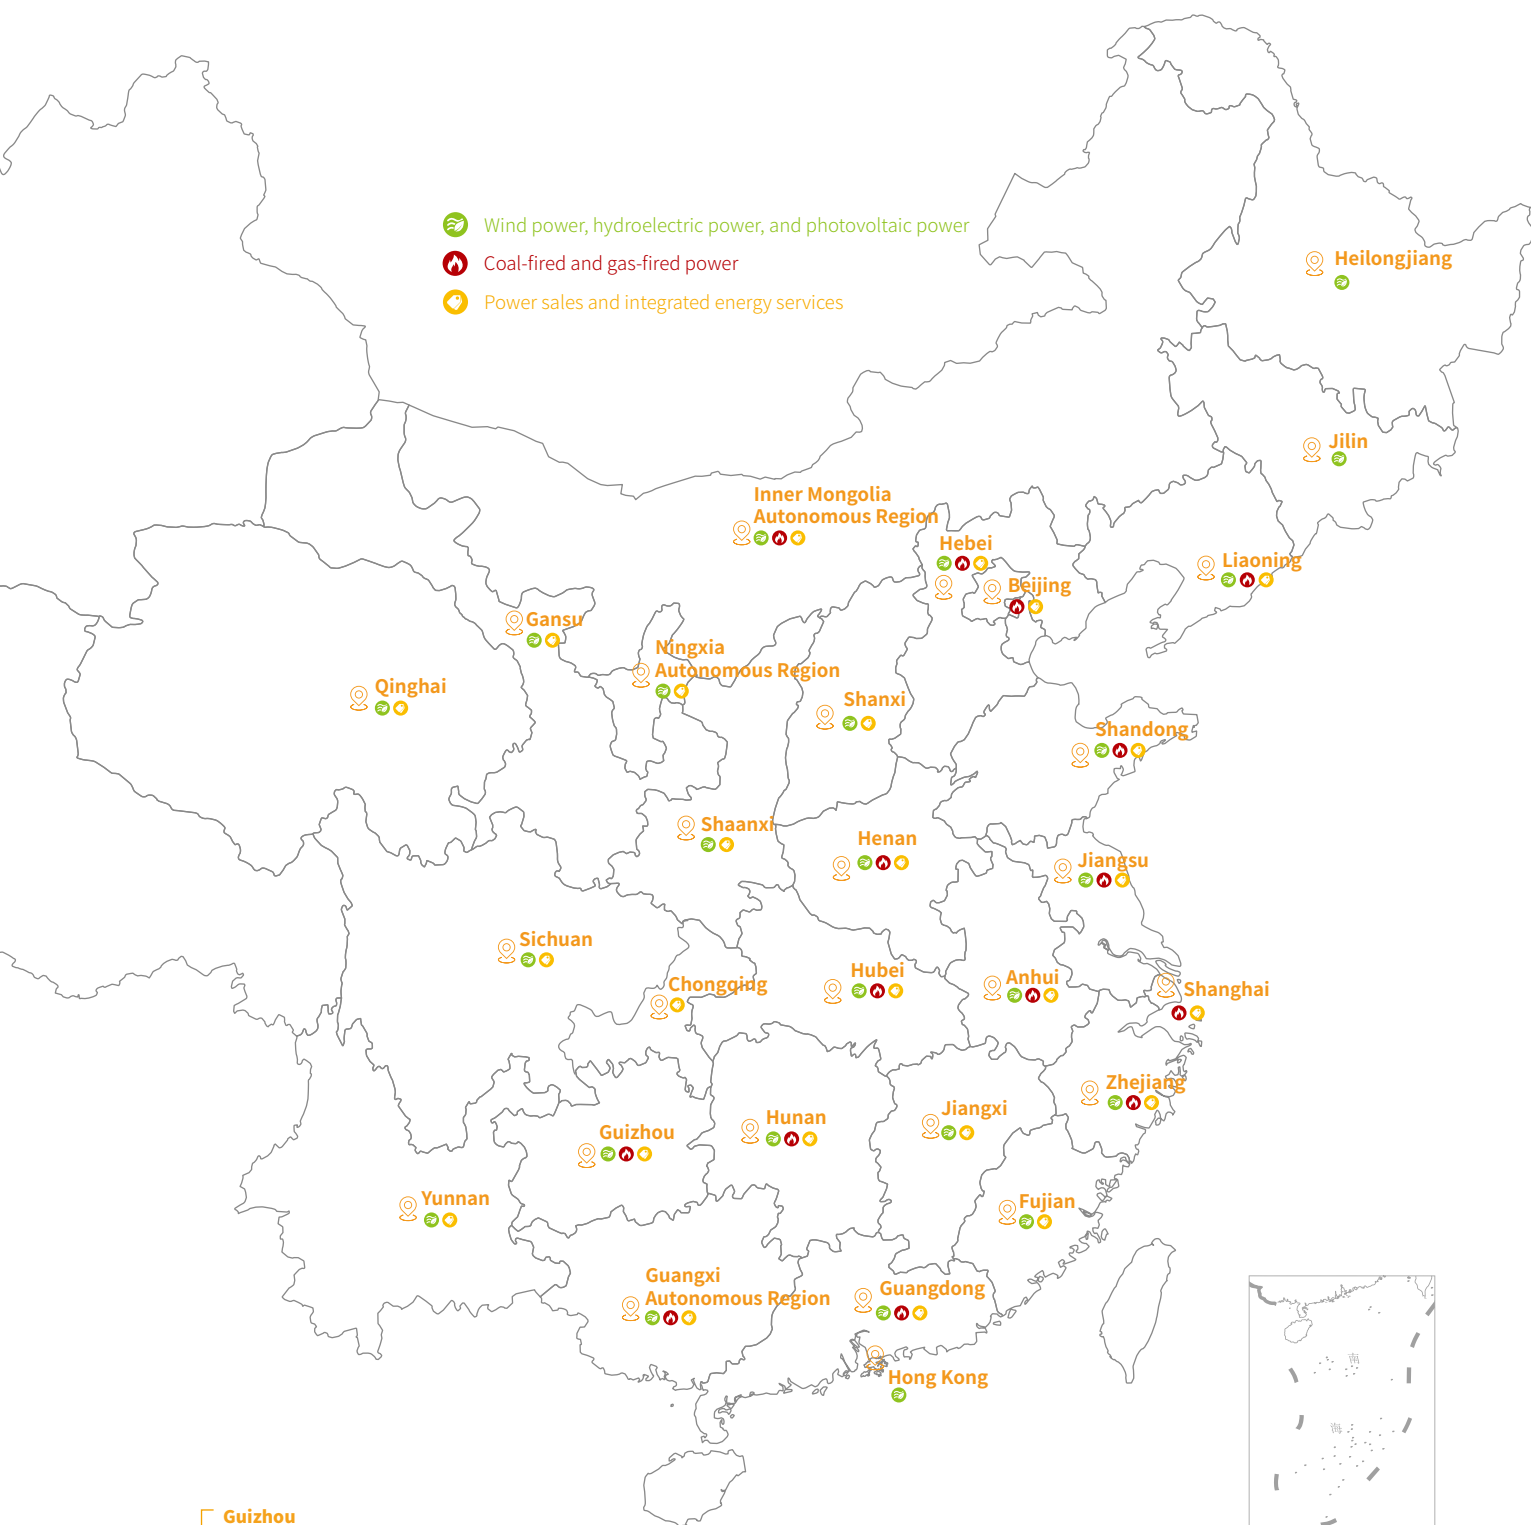 Wind power, hydroelectric power, and photovoltaic power
Coal-fired and gas-fired power
Power sales and integrated energy services
Heilongjiang
Jilin
Inner Mongolia
Autonomous Region
Hebei
Liaoning
Beijing
Gansu
Ningxia
Autonomous Region
Qinghai
Shanxi
Shandong
Shaanxi
Henan
Jiangsu
Sichuan
Hubei
Anhui
Chongqing
Shanghai
Zhejiang
Jiangxi
Hunan
Guizhou
Yunnan
Fujian
Guangxi
Autonomous Region
Guangdong
南
Hong Kong
海
Guizhou